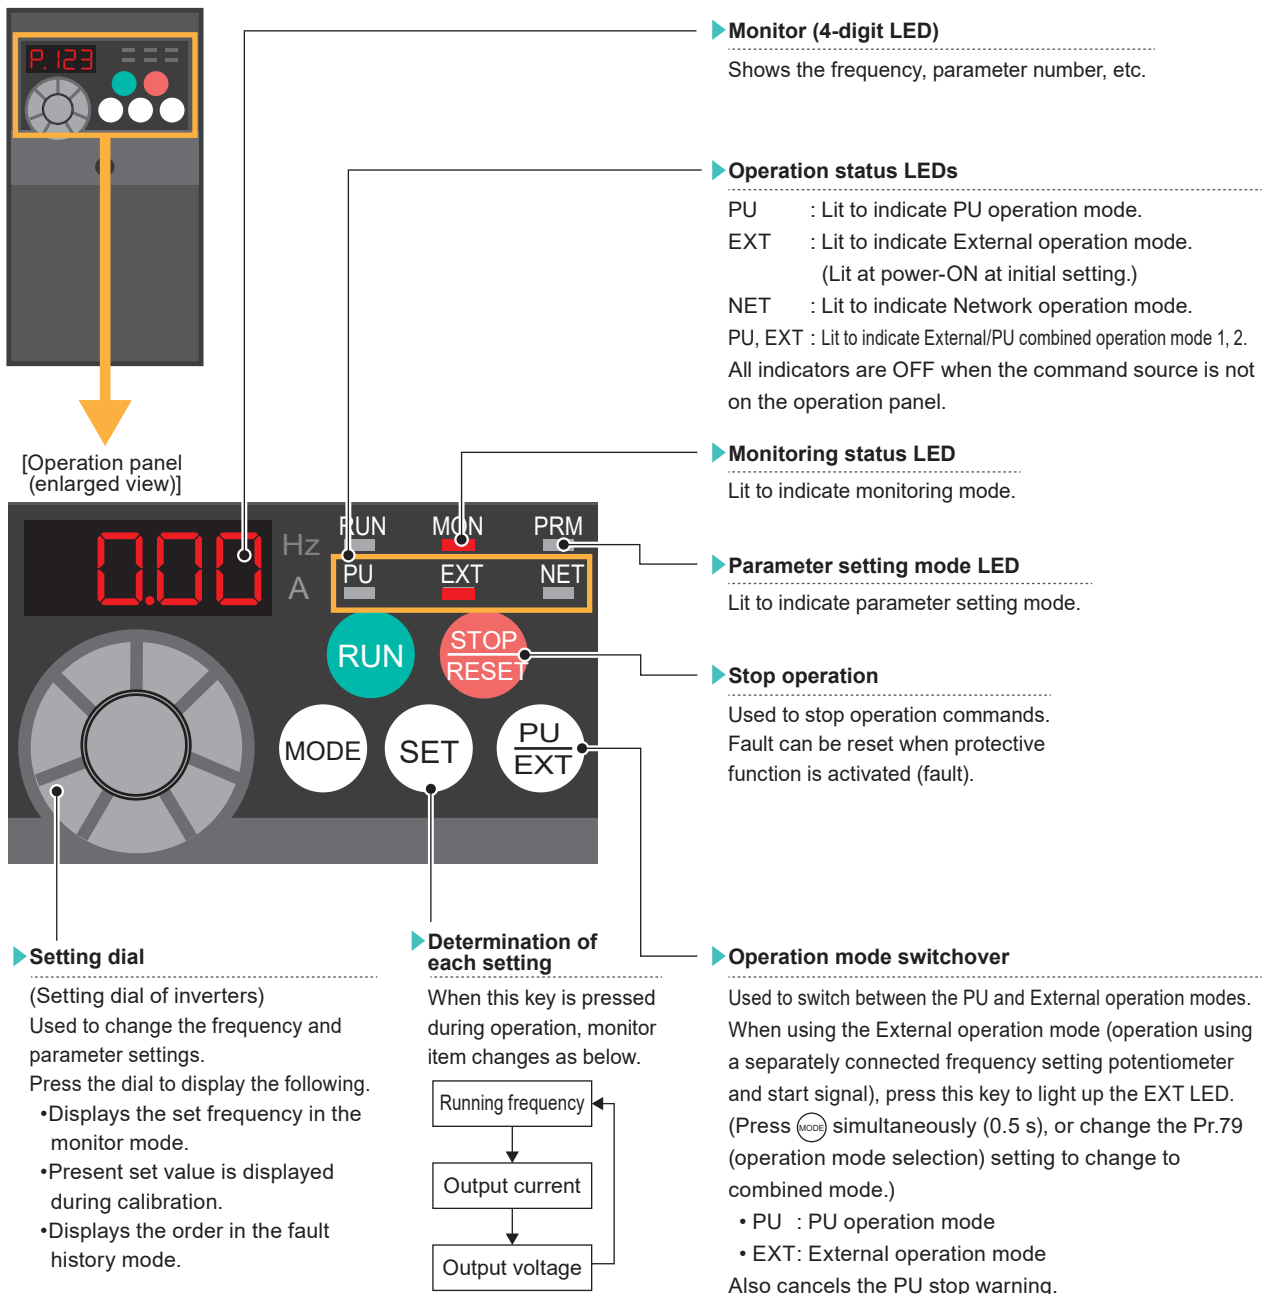 P.123
Monitor (4-digit LED)
Shows the frequency, parameter number, etc.
Operation status LEDs
PU : Lit to indicate PU operation mode.
EXT : Lit to indicate External operation mode.
(Lit at power-ON at initial setting.)
NET : Lit to indicate Network operation mode.
PU, EXT : Lit to indicate External/PU combined operation mode 1, 2.
All indicators are OFF when the command source is not
on the operation panel.
Monitoring status LED
Lit to indicate monitoring mode.
Parameter setting mode LED
Lit to indicate parameter setting mode.
Stop operation
Used to stop operation commands.
Fault can be reset when protective
function is activated (fault).
[Operation panel
(enlarged view)]
0.00
Hz
A
RUN MON PRM
PU EXT NET
RUN
STOP
RESET
MODE
SET
PU
EXT
Setting dial
(Setting dial of inverters)
Used to change the frequency and
parameter settings.
Press the dial to display the following.
•Displays the set frequency in the
monitor mode.
•Present set value is displayed
during calibration.
•Displays the order in the fault
history mode.
Determination of
each setting
When this key is pressed
during operation, monitor
item changes as below.
Running frequency
Output current
Output voltage
Operation mode switchover
Used to switch between the PU and External operation modes.
When using the External operation mode (operation using
a separately connected frequency setting potentiometer
and start signal), press this key to light up the EXT LED.
(Press MODE simultaneously (0.5 s), or change the Pr.79
(operation mode selection) setting to change to
combined mode.)
• PU : PU operation mode
• EXT: External operation mode
Also cancels the PU stop warning.